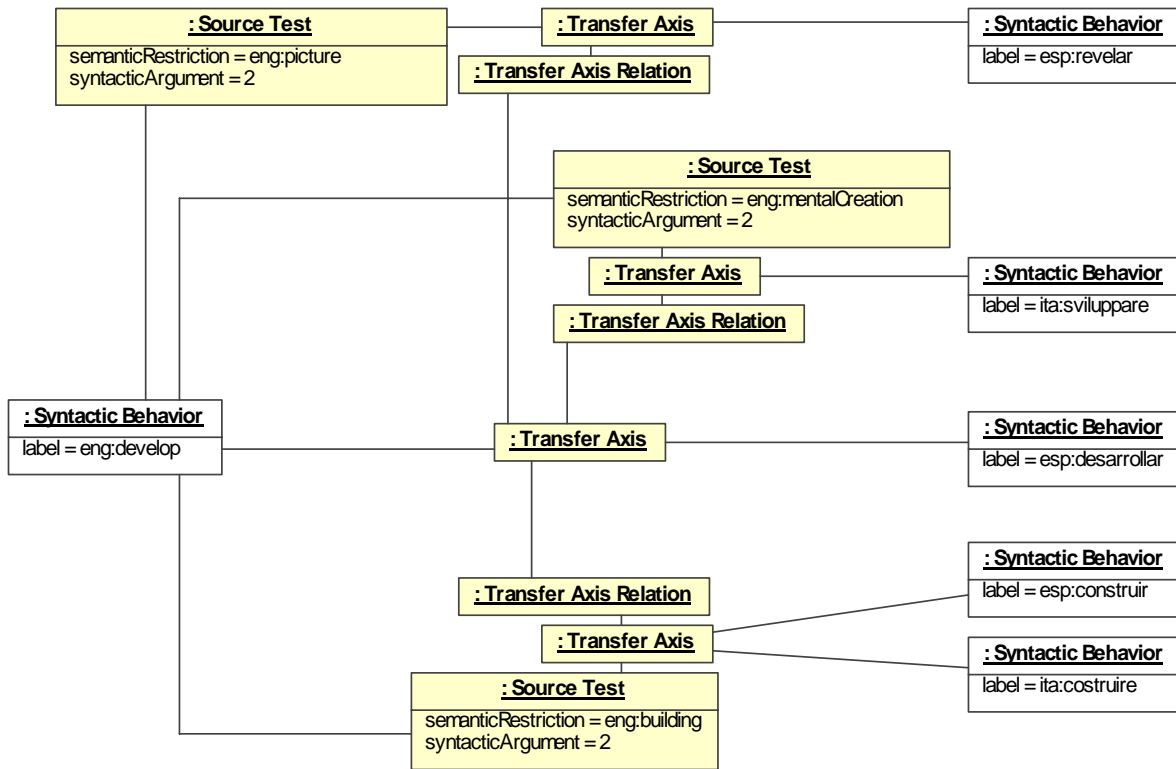 : Source Test
semanticRestriction = eng:picture
syntacticArgument = 2
: Transfer Axis
: Transfer Axis Relation
: Syntactic Behavior
label = esp:revelar
: Source Test
semanticRestriction = eng:mentalCreation
syntacticArgument = 2
: Transfer Axis
: Transfer Axis Relation
: Syntactic Behavior
label = ita:sviluppare
: Syntactic Behavior
label = eng:develop
: Transfer Axis
: Syntactic Behavior
label = esp:desarrollar
: Transfer Axis Relation
: Transfer Axis
: Syntactic Behavior
label = esp:construir
: Syntactic Behavior
label = ita:costruire
: Source Test
semanticRestriction = eng:building
syntacticArgument = 2